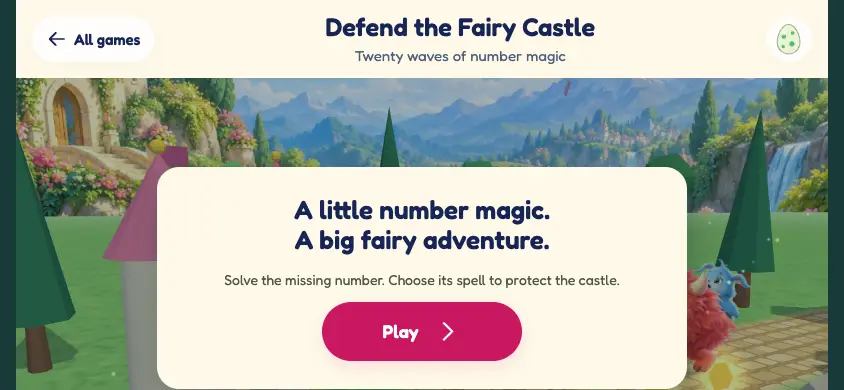 All games
Defend the Fairy Castle
Twenty waves of number magic
A little number magic.
A big fairy adventure.
Solve the missing number. Choose its spell to protect the castle.
Play